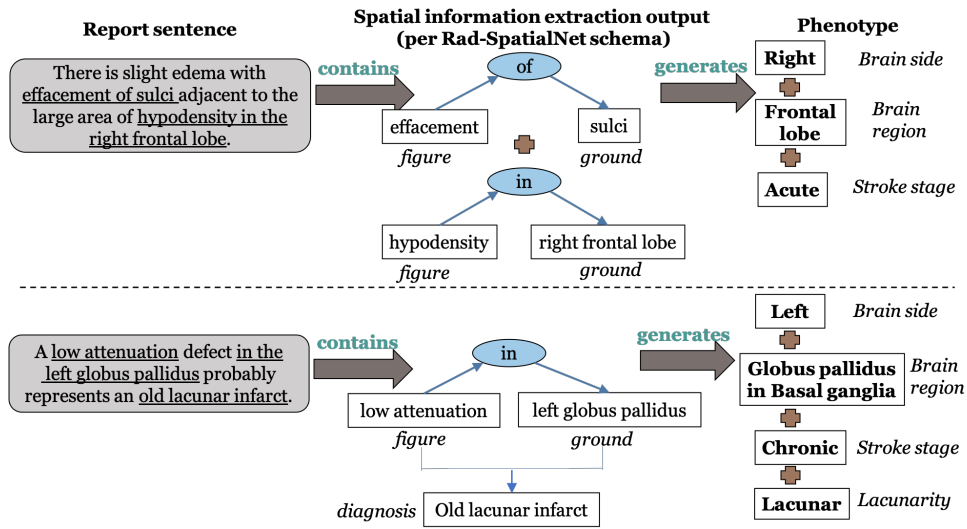 Report sentence
Spatial information extraction output
(per Rad-SpatialNet schema)
Phenotype
There is slight edema with
effacement of sulci adjacent to the
large area of hypodensity in the
right frontal lobe.
contains
of
effacement
figure
sulci
ground
in
hypodensity
figure
right frontal lobe
ground
generates
Right
Brain side
Frontal
lobe
Brain
region
Acute
Stroke stage
A low attenuation defect in the
left globus pallidus probably
represents an old lacunar infarct.
contains
in
low attenuation
figure
left globus pallidus
ground
diagnosis
Old lacunar infarct
generates
Left
Brain side
Globus pallidus
in Basal ganglia
Brain
region
Chronic
Stroke stage
Lacunar
Lacunarity